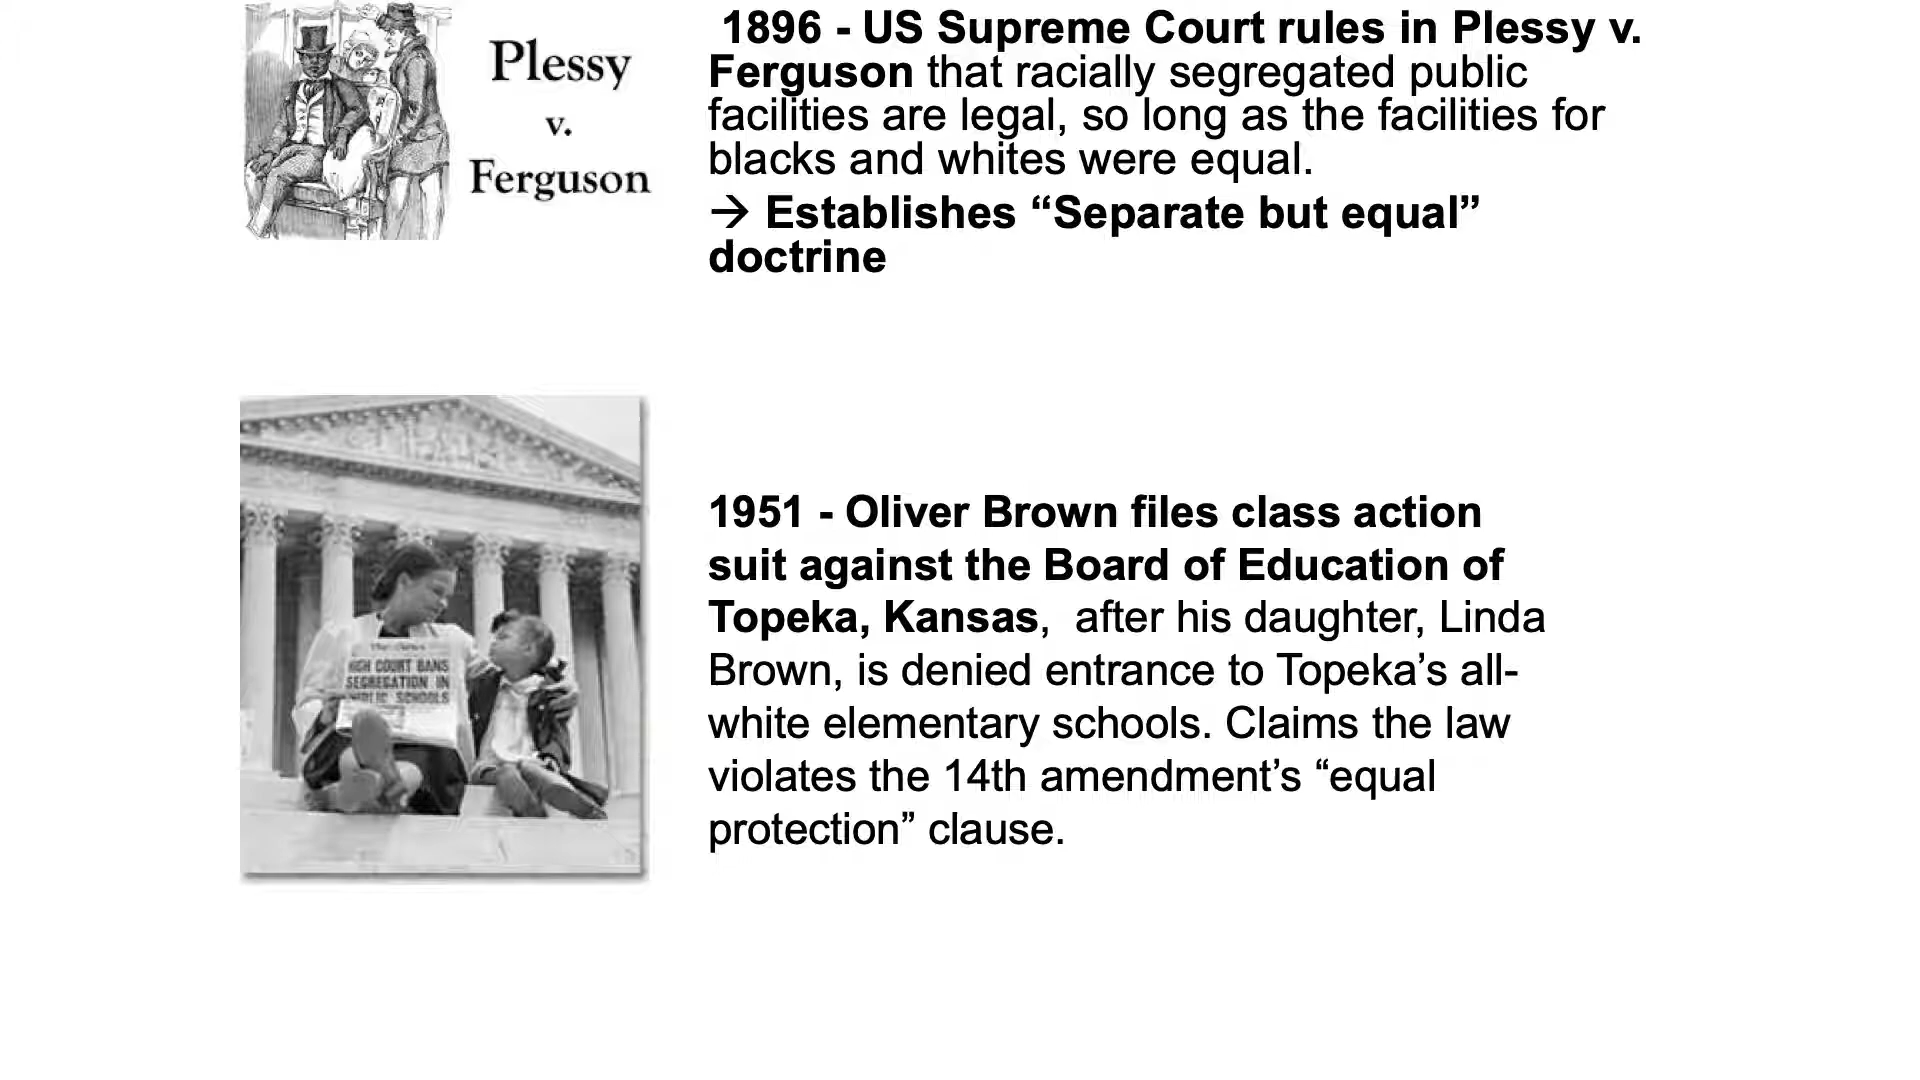 Plessy
v.
Ferguson
1896 - US Supreme Court rules in Plessy v.
Ferguson that racially segregated public
facilities are legal, so long as the facilities for
blacks and whites were equal.
→ Establishes “Separate but equal”
doctrine
HIGH COURT BANS
SEGREGATION IN
PUBLIC SCHOOLS
1951 - Oliver Brown files class action
suit against the Board of Education of
Topeka, Kansas,  after his daughter, Linda
Brown, is denied entrance to Topeka’s all-
white elementary schools. Claims the law
violates the 14th amendment’s “equal
protection” clause.